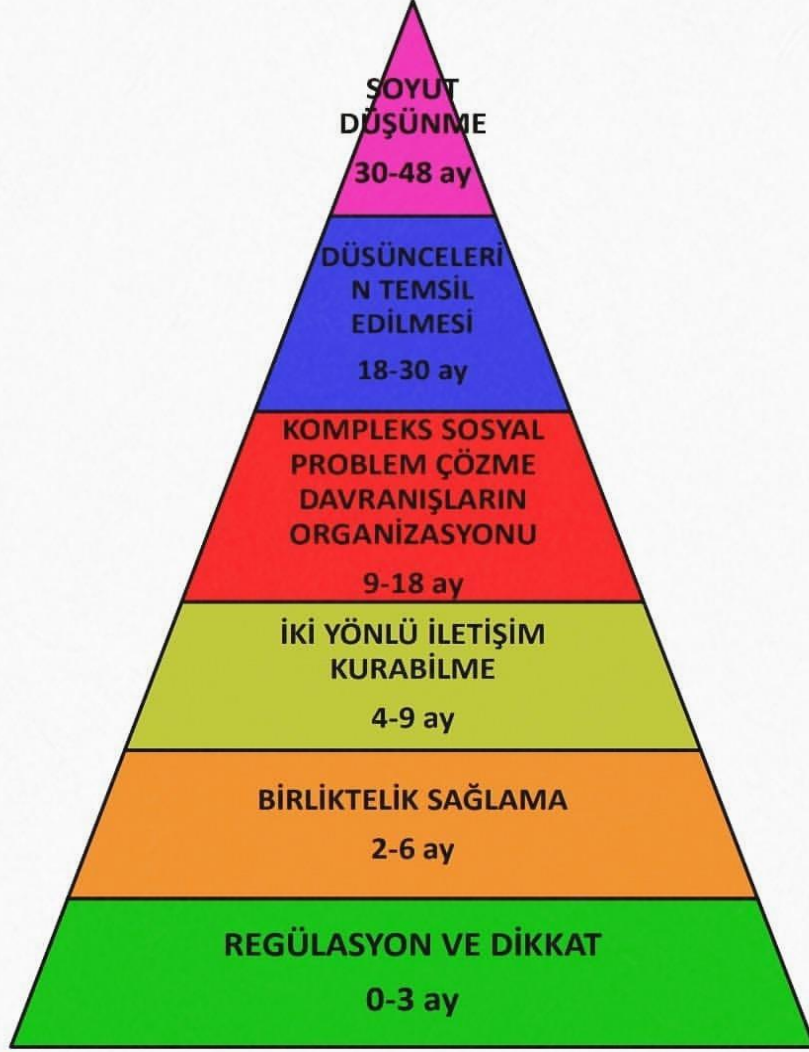 SOYUT
DÜŞÜNME
30-48 ay
DÜSÜNCELERİ
N TEMSİL
EDİLMESİ
18-30 ay
KOMPLEKS SOSYAL
PROBLEM ÇÖZME
DAVRANIŞLARIN
ORGANİZASYONU
9-18 ay
İKİ YÖNLÜ İLETİŞİM
KURABİLME
4-9 ay
BİRLİKTELİK SAĞLAMA
2-6 ay
REGÜLASYON VE DİKKAT
0-3 ay